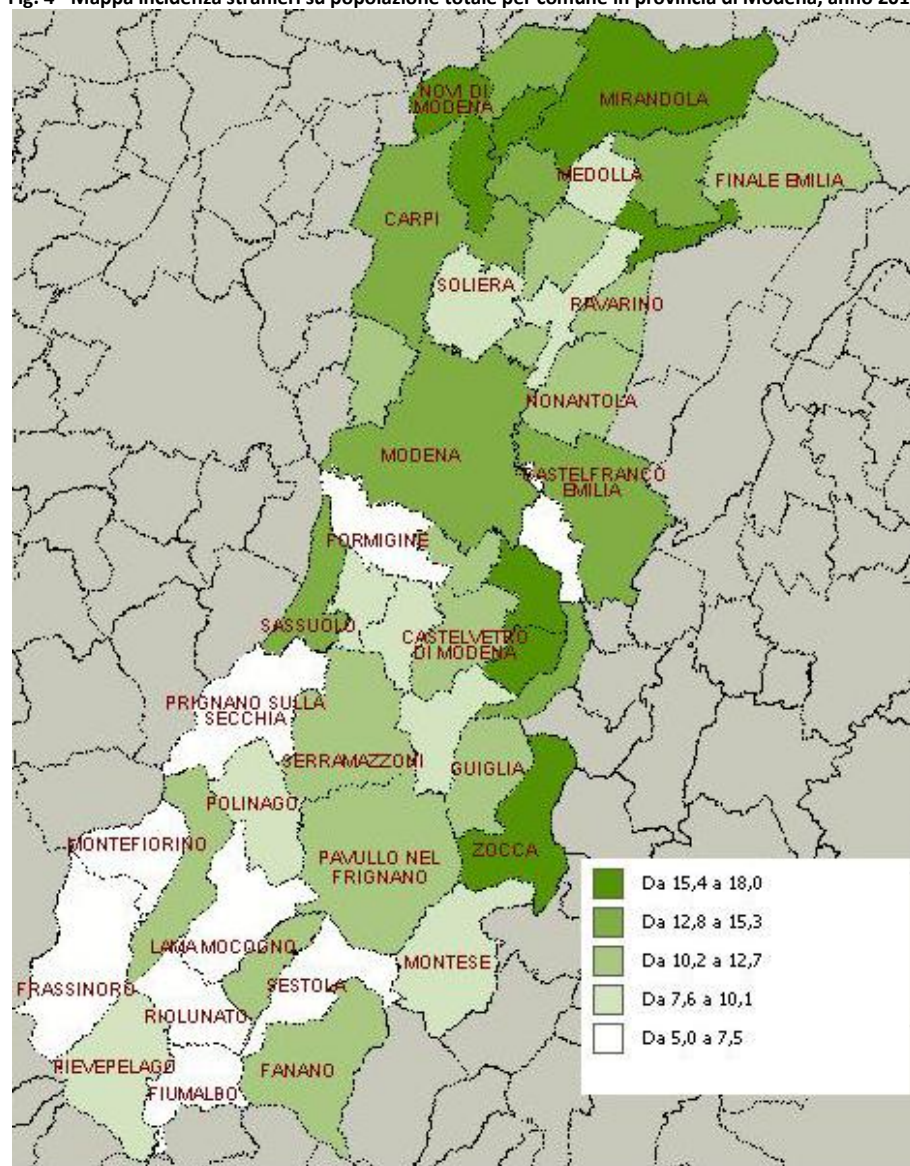 Fig. 4 - Mappa incidenza stranieri su popolazione totale per comune in provincia di Modena, anno 201
NOVI DI
MODENA
MIRANDOLA
MEDOLLA
FINALE EMILIA
CARPI
SOLIERA
RAVARINO
NONANTOLA
MODENA
CASTELFRANCO
EMILIA
FORMIGINE
SASSUOLO
CASTELVETRO
DI MODENA
PRIGNANO SULLA
SECCHIA
SERRAMAZZONI
GUIGLIA
POLINAGO
MONTEFIORINO
PAVULLO NEL
FRIGNANO
ZOCCA
LAMA MOCOGNO
MONTESE
FRASSINORO
SESTOLA
RIOLUNATO
PIEVEPELAGO
FIUMALBO
FANANO
Da 15,4 a 18,0
Da 12,8 a 15,3
Da 10,2 a 12,7
Da 7,6 a 10,1
Da 5,0 a 7,5